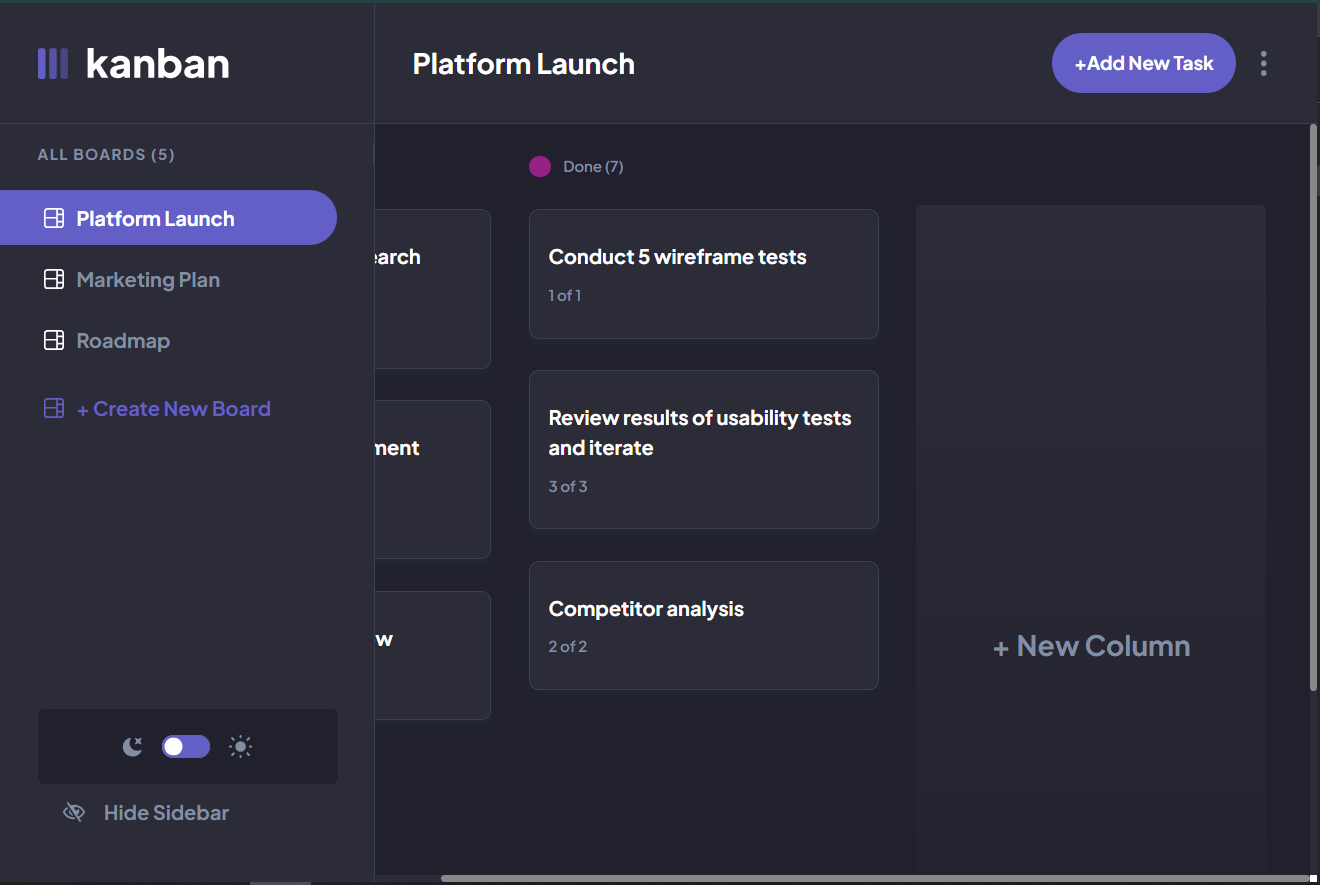 kanban
Platform Launch
+Add New Task
ALL BOARDS (5)
Platform Launch
Marketing Plan
Roadmap
+ Create New Board
Hide Sidebar
earch
ment
w
Done (7)
Conduct 5 wireframe tests
1 of 1
Review results of usability tests
and iterate
3 of 3
Competitor analysis
2 of 2
+ New Column